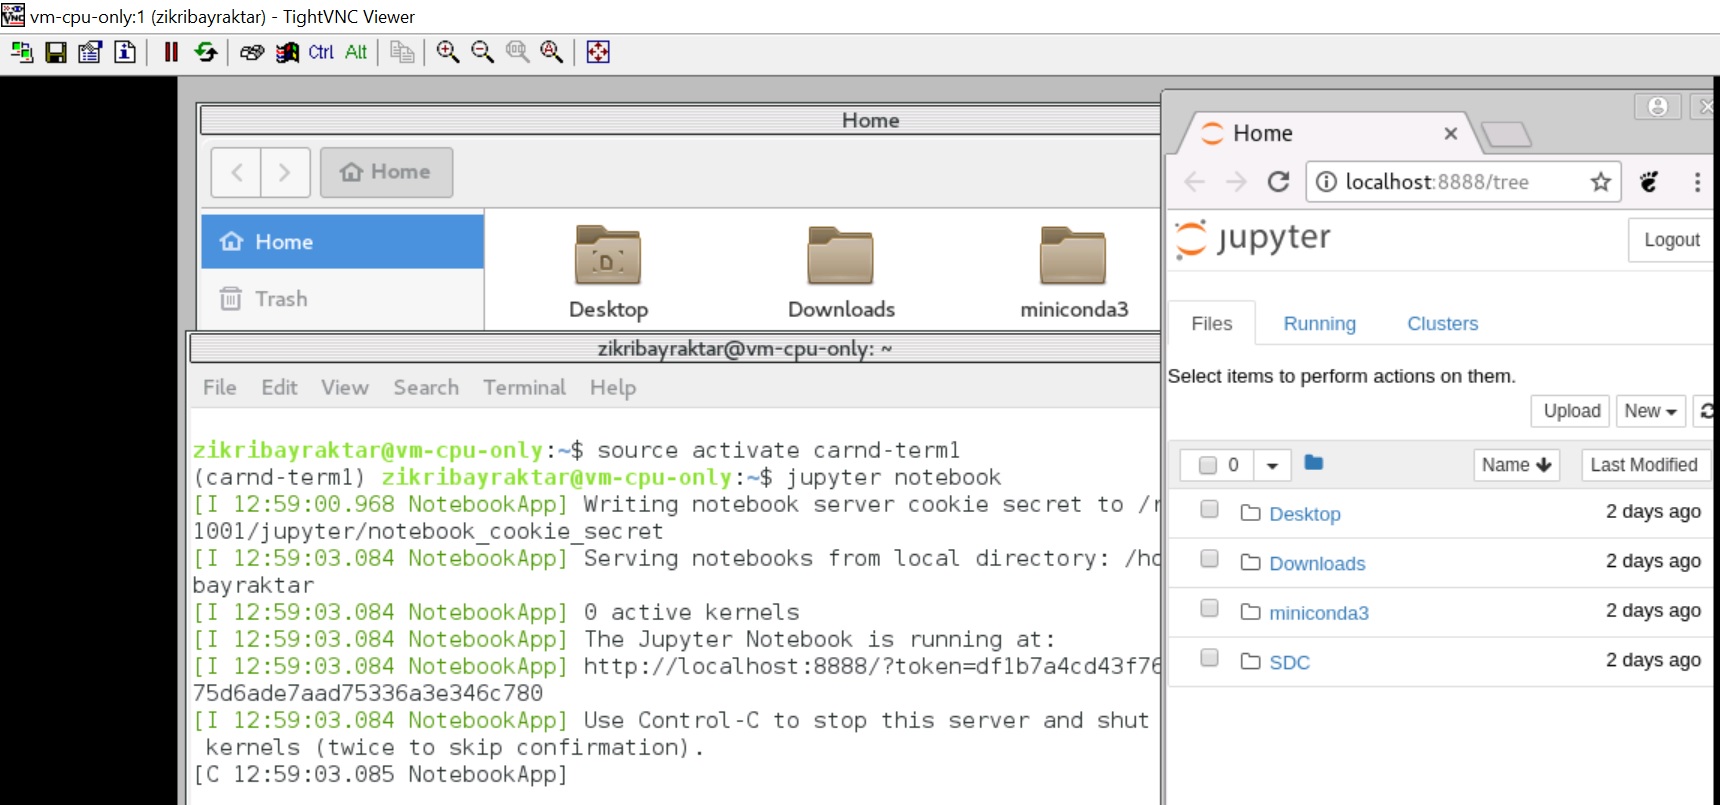 vm-cpu-only:1 (zikribayraktar) - TightVNC Viewer
Ctrl Alt
Home
Home
Home
Trash
Desktop
Downloads
miniconda3
zikribayraktar@vm-cpu-only: ~
File Edit View Search Terminal Help
zikribayraktar@vm-cpu-only:~$ source activate carnd-term1
(carnd-term1) zikribayraktar@vm-cpu-only:~$ jupyter notebook
[I 12:59:00.968 NotebookApp] Writing notebook server cookie secret to /r
1001/jupyter/notebook_cookie_secret
[I 12:59:03.084 NotebookApp] Serving notebooks from local directory: /ho
bayraktar
[I 12:59:03.084 NotebookApp] 0 active kernels
[I 12:59:03.084 NotebookApp] The Jupyter Notebook is running at:
[I 12:59:03.084 NotebookApp] http://localhost:8888/?token=df1b7a4cd43f76
75d6ade7aad75336a3e346c780
[I 12:59:03.084 NotebookApp] Use Control-C to stop this server and shut
kernels (twice to skip confirmation).
[C 12:59:03.085 NotebookApp]
Home
localhost:8888/tree
jupyter
Logout
Files Running Clusters
Select items to perform actions on them.
Upload New
0 Name Last Modified
Desktop 2 days ago
Downloads 2 days ago
miniconda3 2 days ago
SDC 2 days ago